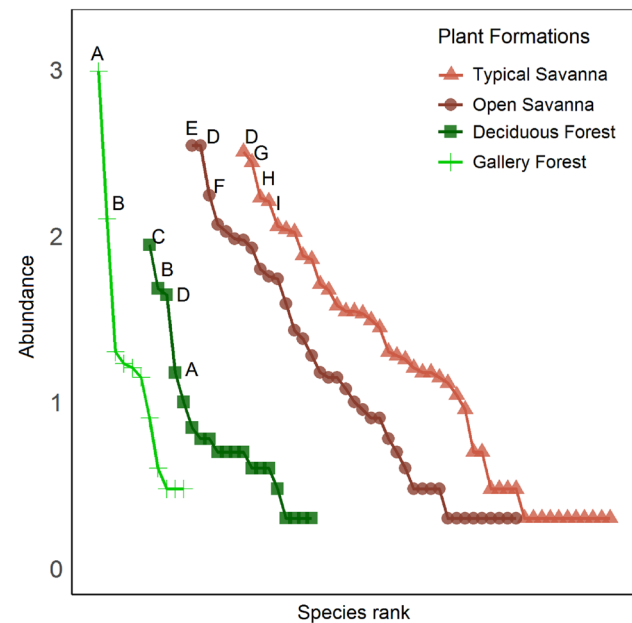 Plant Formations
Typical Savanna
Open Savanna
Deciduous Forest
Gallery Forest
A
B
E
D
F
D
G
H
I
C
B
D
A
3
2
1
0
Abundance
Species rank